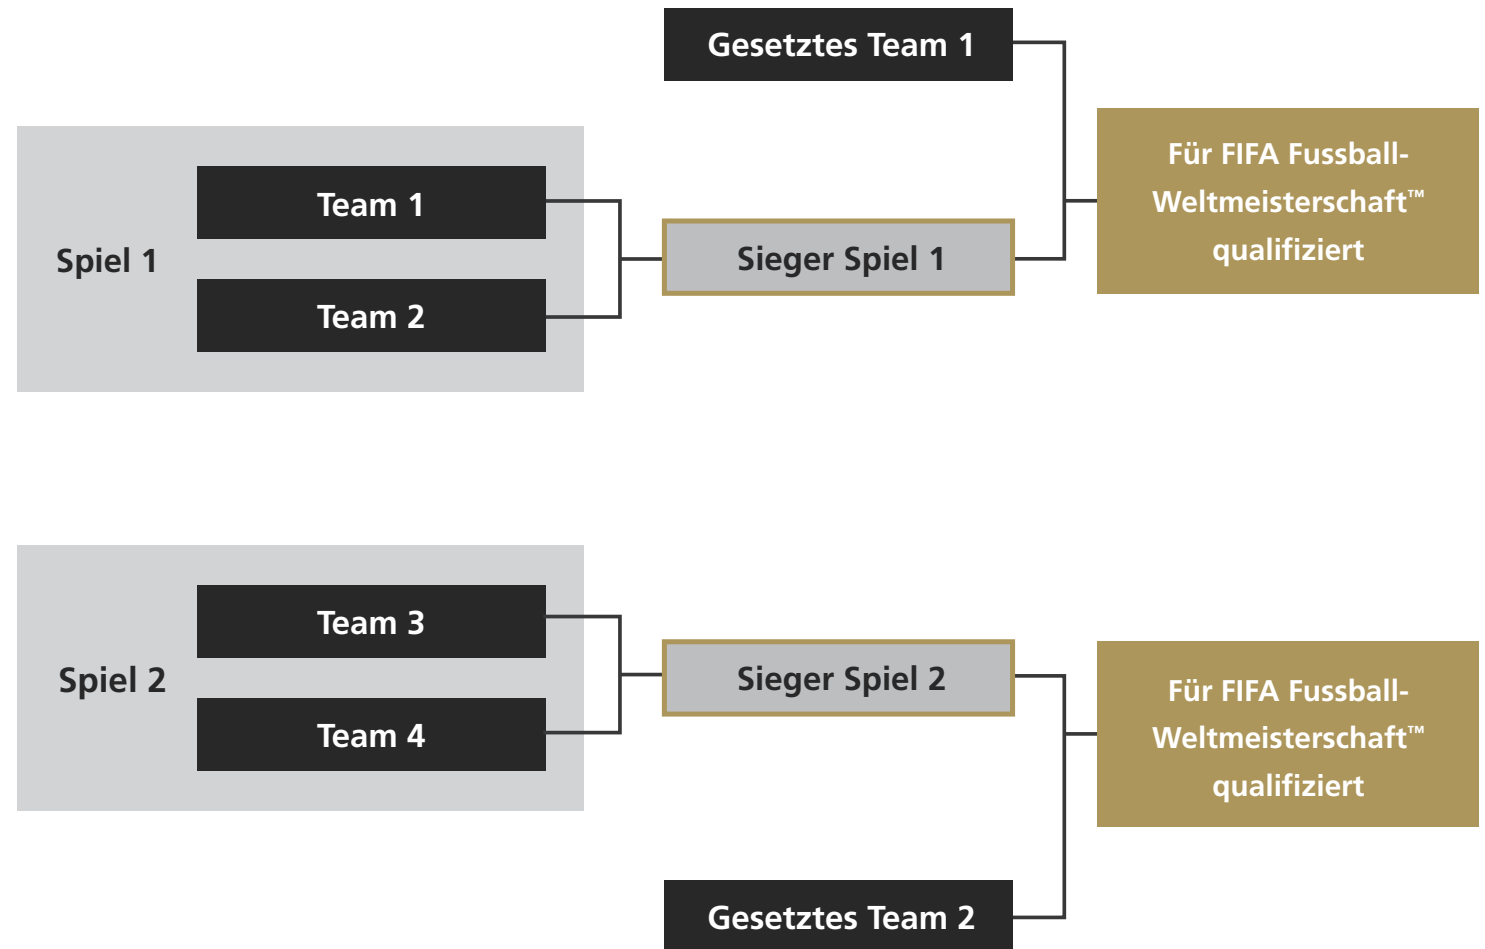 Gesetztes Team 1
Spiel 1
Team 1
Team 2
Sieger Spiel 1
Für FIFA Fussball-
Weltmeisterschaft™
qualifiziert
Spiel 2
Team 3
Team 4
Sieger Spiel 2
Für FIFA Fussball-
Weltmeisterschaft™
qualifiziert
Gesetztes Team 2